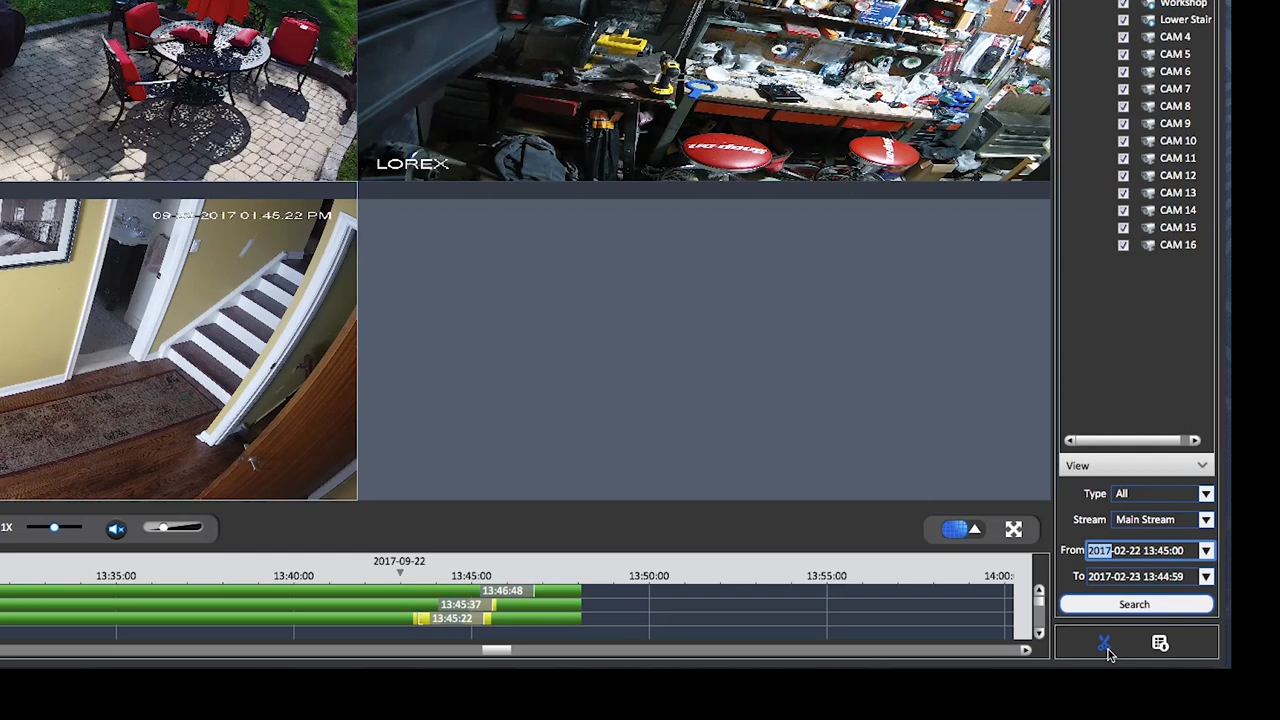 Workshop
Lower Stair
CAM 4
CAM 5
CAM 6
CAM 7
CAM 8
CAM 9
CAM 10
CAM 11
CAM 12
CAM 13
CAM 14
CAM 15
CAM 16
LOREX
Snap-on
Snap-on
2017 01:45:22 PM
View
Type All
Stream Main Stream
From 2017-02-22 13:45:00
To 2017-02-23 13:44:59
Search
1X
2017-09-22
13:35:00 13:40:00 13:45:00 13:50:00 13:55:00 14:00:
13:46:48
13:45:37
13:45:22